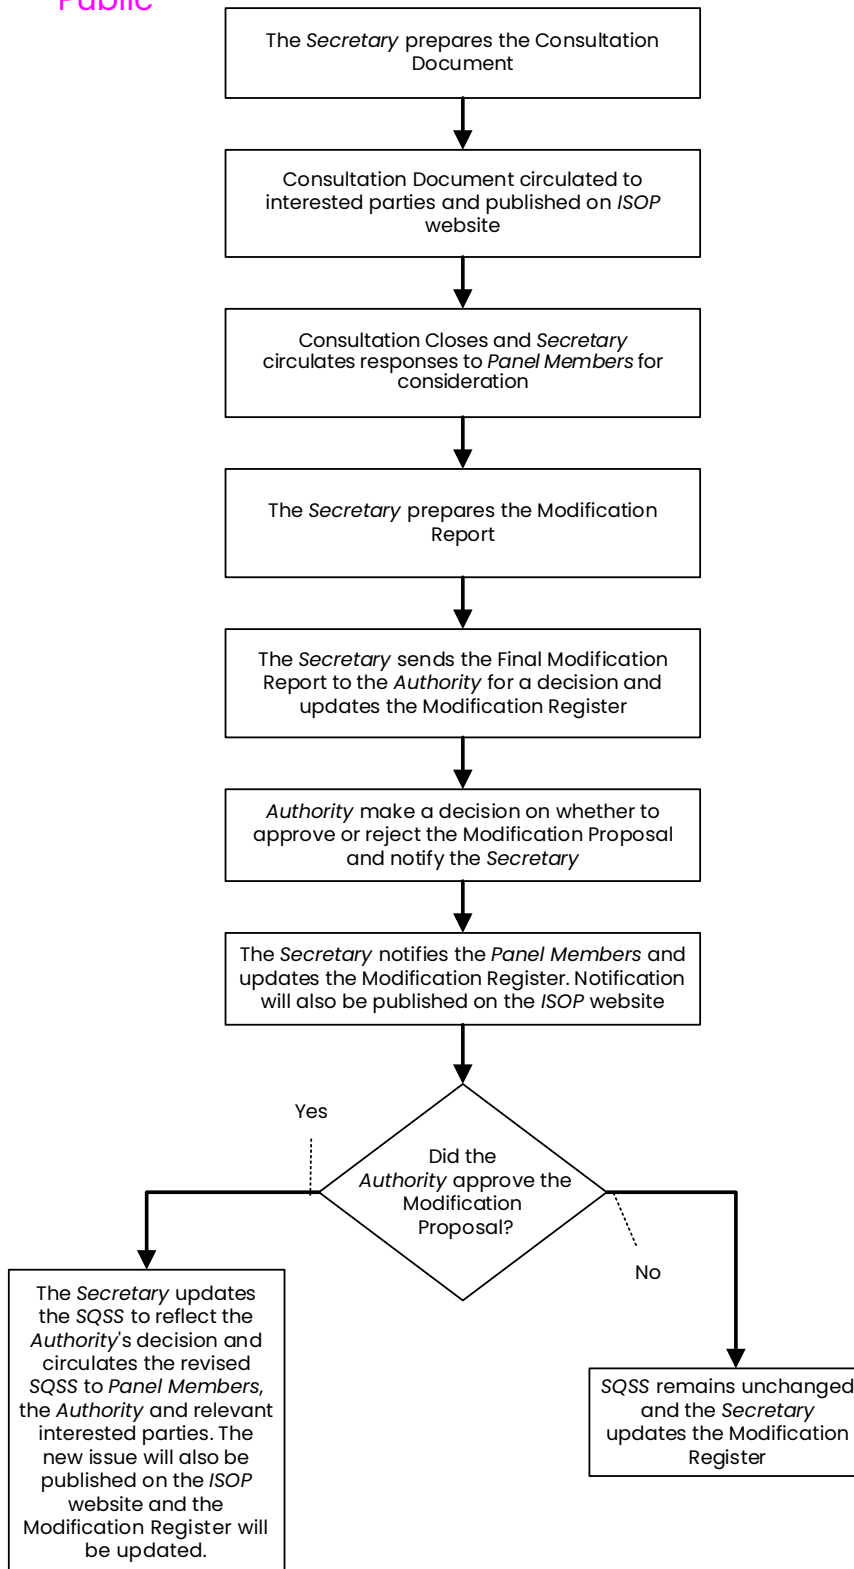 Public
The Secretary prepares the Consultation
Document
Consultation Document circulated to
interested parties and published on ISOP
website
Consultation Closes and Secretary
circulates responses to Panel Members for
consideration
The Secretary prepares the Modification
Report
The Secretary sends the Final Modification
Report to the Authority for a decision and
updates the Modification Register
Authority make a decision on whether to
approve or reject the Modification Proposal
and notify the Secretary
The Secretary notifies the Panel Members and
updates the Modification Register. Notification
will also be published on the ISOP website
Yes
Did the
Authority approve the
Modification
Proposal?
No
The Secretary updates
the SQSS to reflect the
Authority's decision and
circulates the revised
SQSS to Panel Members,
the Authority and relevant
interested parties. The
new issue will also be
published on the ISOP
website and the
Modification Register will
be updated.
SQSS remains unchanged
and the Secretary
updates the Modification
Register